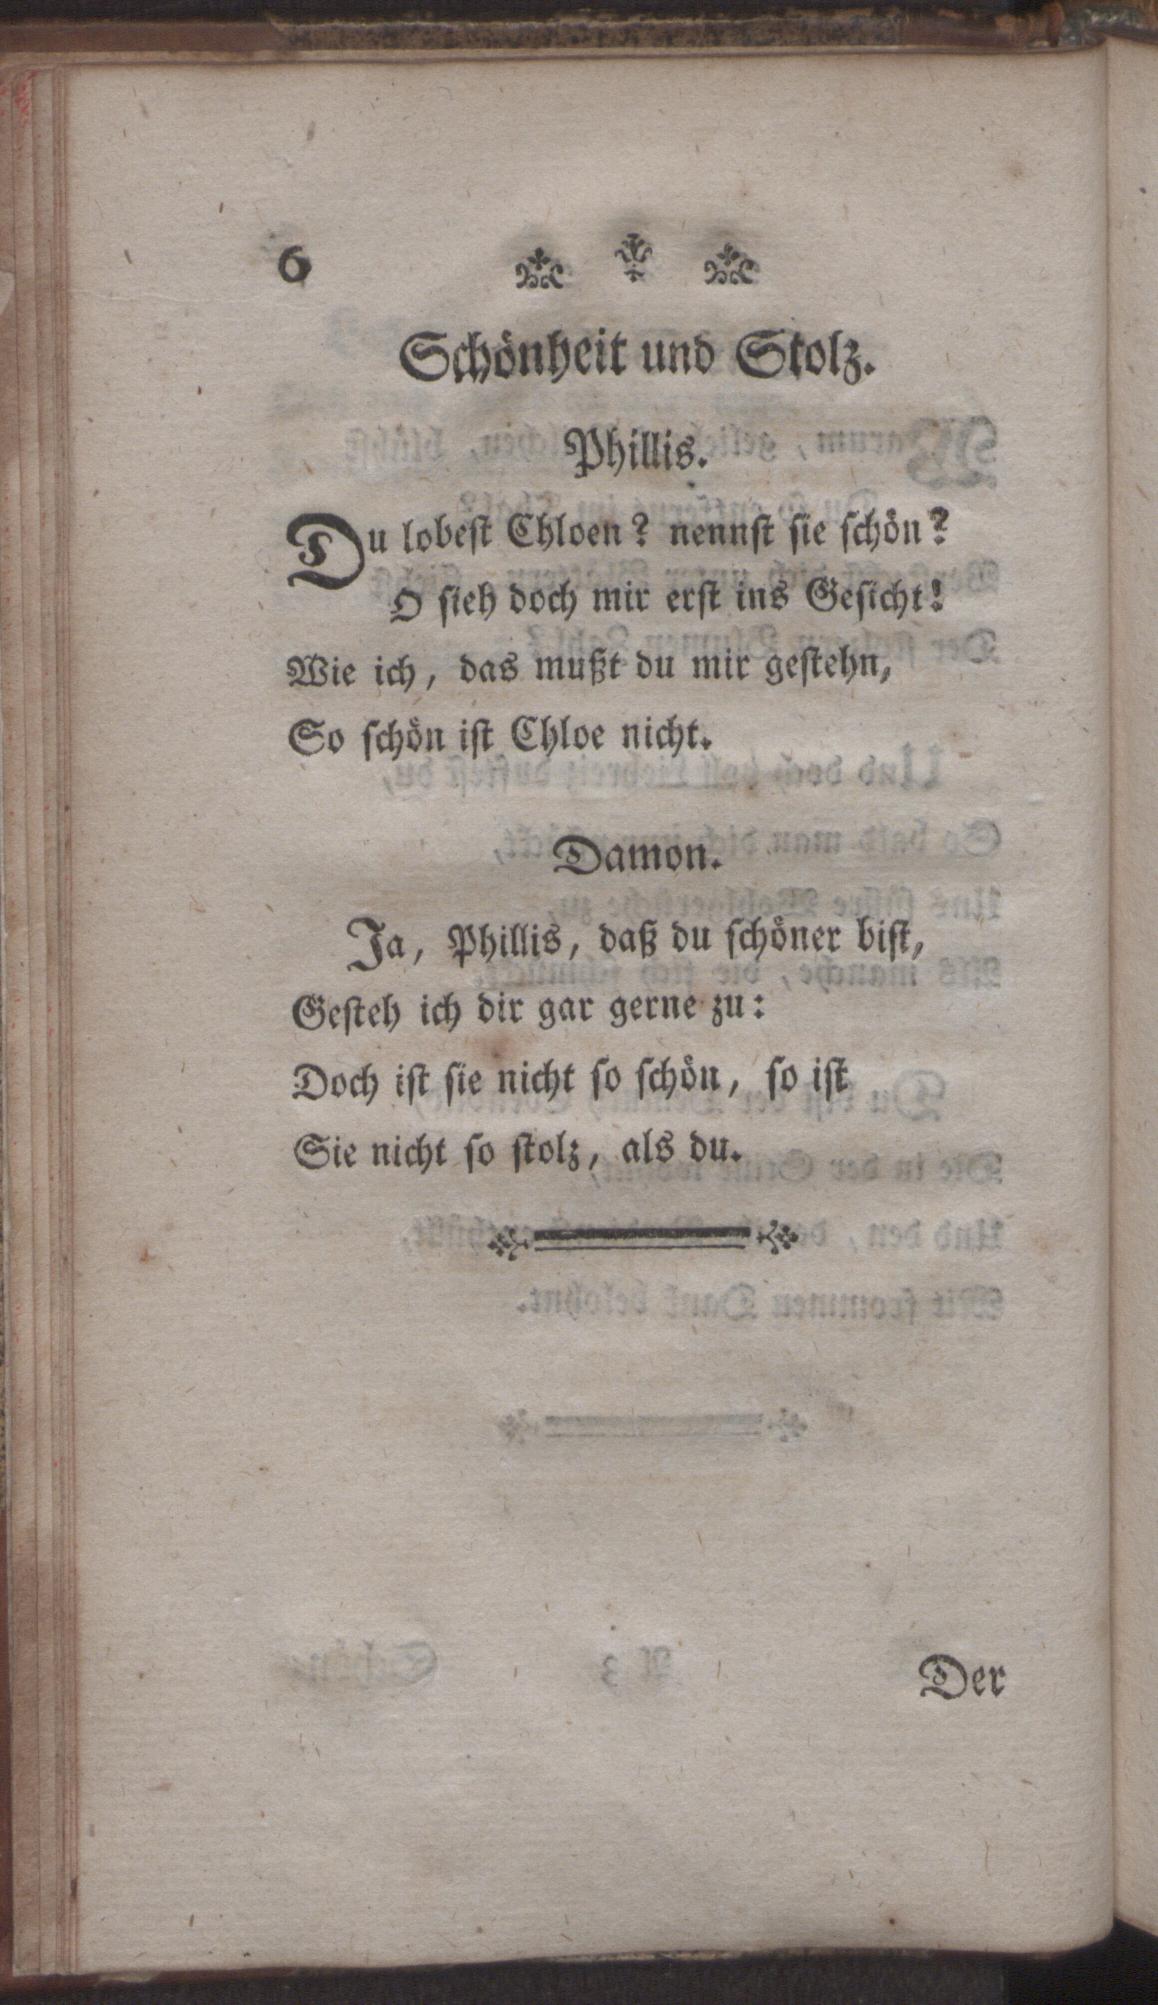 6
Schönheit und Stolz.
Phillis.
Du lobest Chloen? nennst sie schön?
O sieh doch mir erst ins Gesicht!
Wie ich, das mußt du mir gestehn,
So schön ist Chloe nicht.
Damon.
Ja, Phillis, daß du schöner bist,
Gesteh ich dir gar gerne zu:
Doch ist sie nicht so schön, so ist
Sie nicht so stolz, als du.
Der